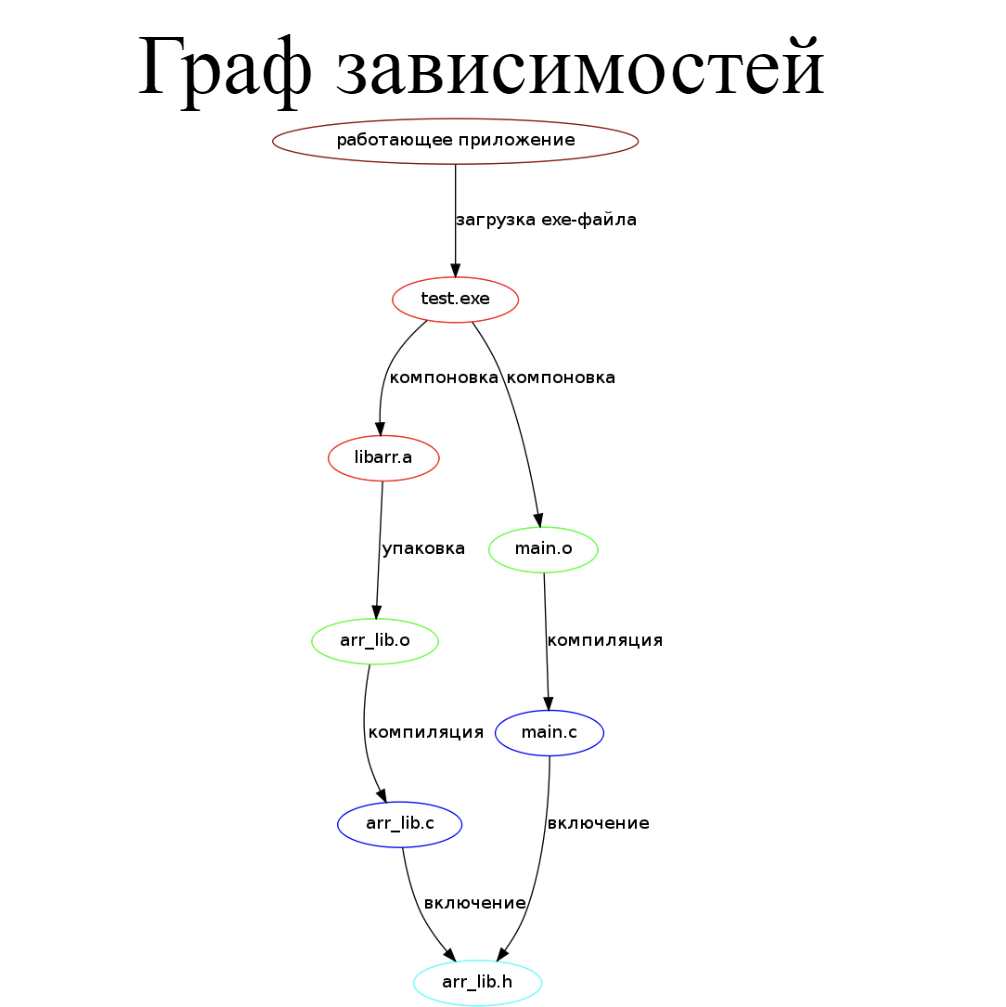 Граф зависимостей
работающее приложение
загрузка exe-файла
test.exe
компоновка компоновка
libarr.a
упаковка
main.o
arr_lib.o
компиляция
компиляция
main.c
arr_lib.c
включение
включение
arr_lib.h